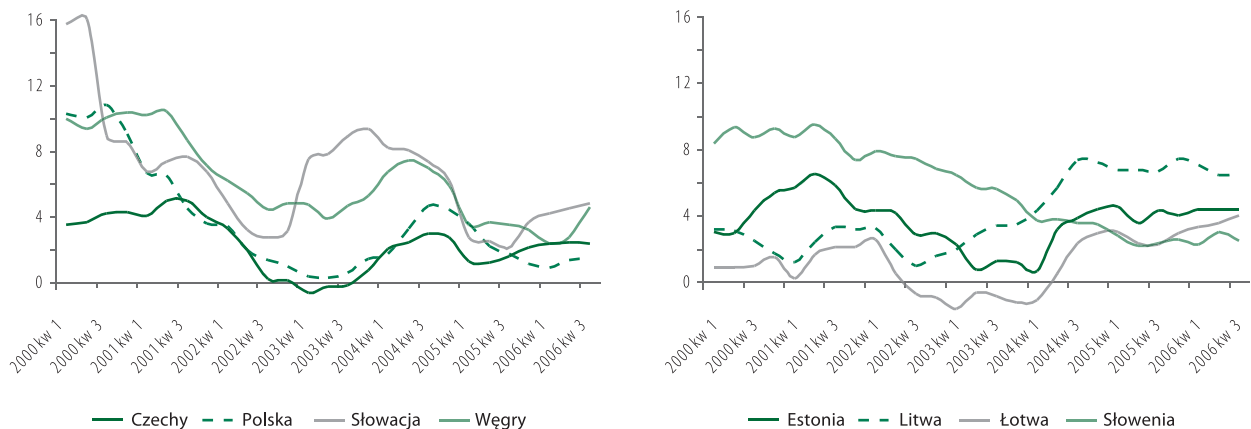 16
12
8
4
0
2000 kw 1
2000 kw 3
2001 kw 1
2001 kw 3
2002 kw 1
2002 kw 3
2003 kw 1
2003 kw 3
2004 kw 1
2004 kw 3
2005 kw 1
2005 kw 3
2006 kw 1
2006 kw 3
Czechy Polska Słowacja Węgry
16
12
8
4
0
2000 kw 1
2000 kw 3
2001 kw 1
2001 kw 3
2002 kw 1
2002 kw 3
2003 kw 1
2003 kw 3
2004 kw 1
2004 kw 3
2005 kw 1
2005 kw 3
2006 kw 1
2006 kw 3
Estonia Litwa Łotwa Słowenia